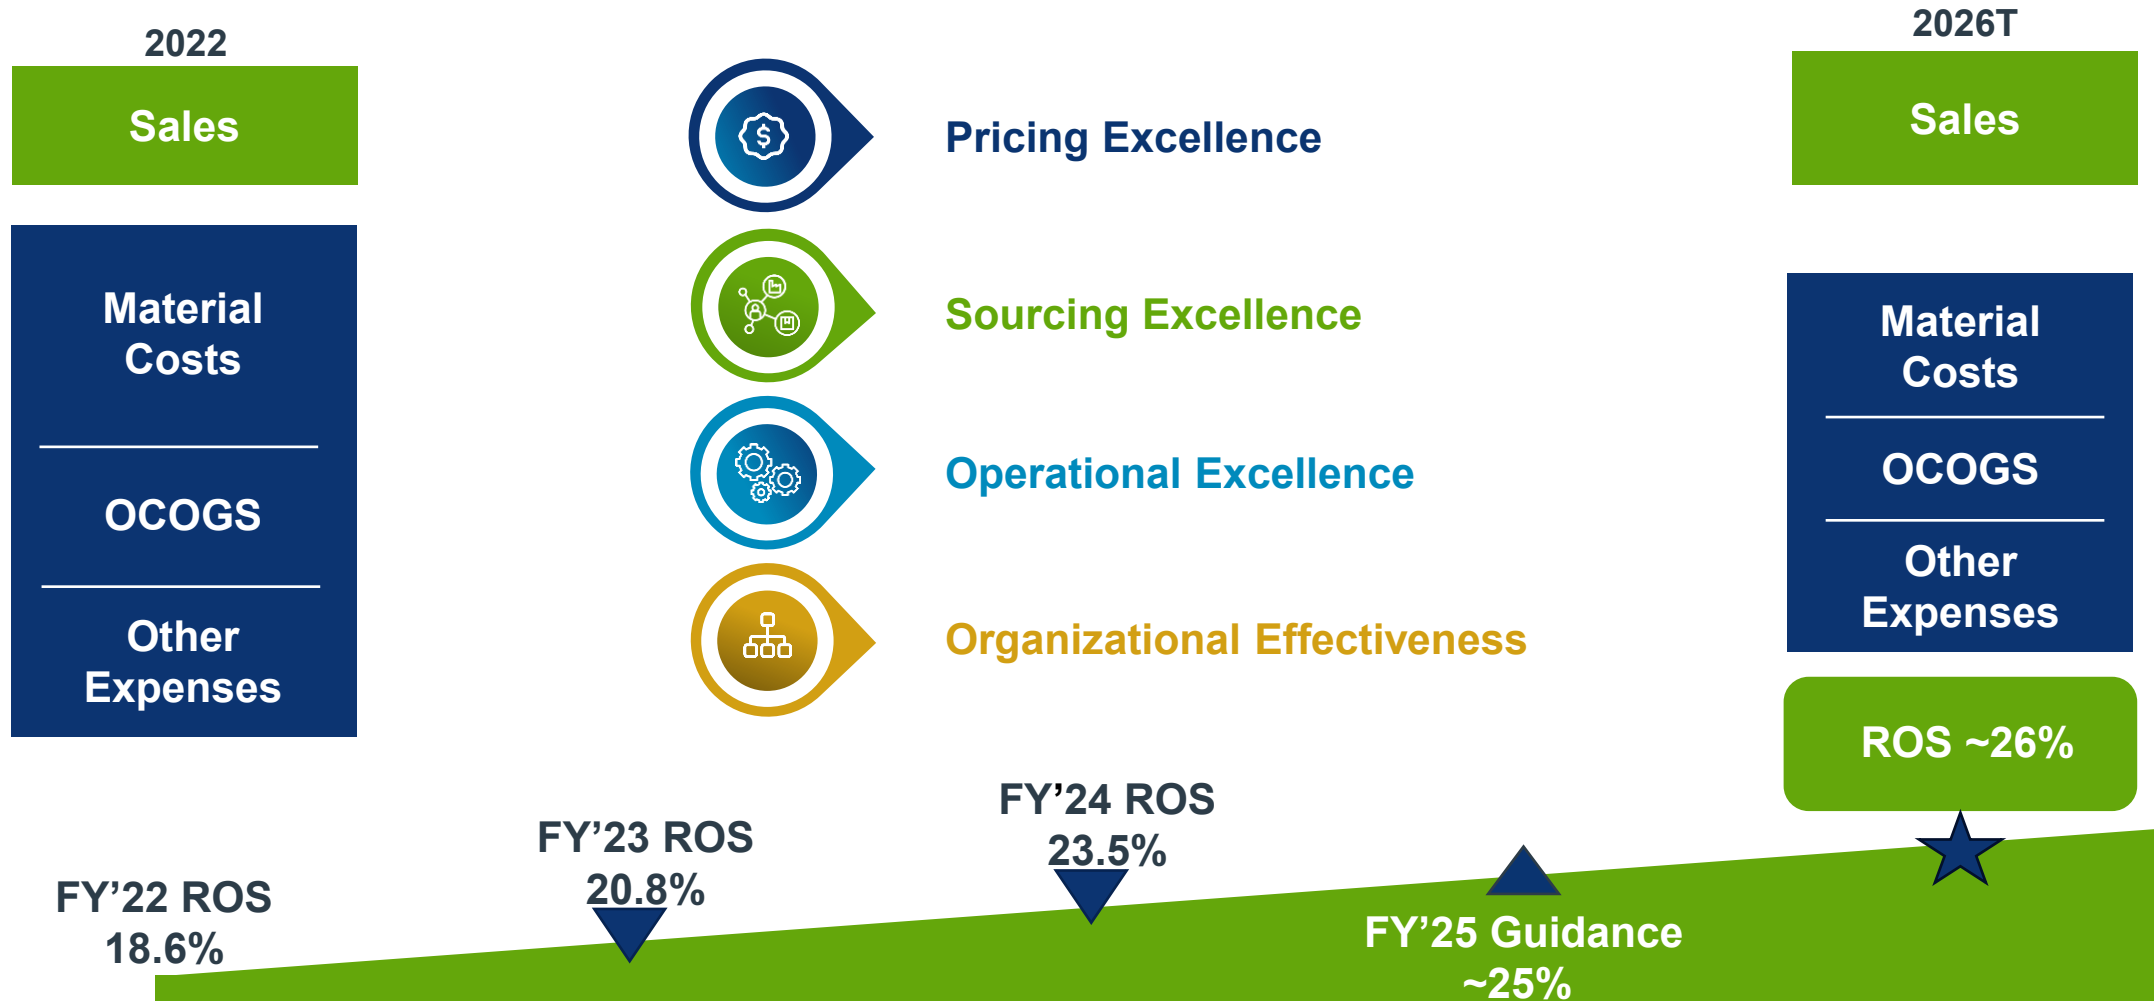 2022
Sales
Material
Costs
OCOGS
Other
Expenses
$
Pricing Excellence
Sourcing Excellence
Operational Excellence
Organizational Effectiveness
2026T
Sales
Material
Costs
OCOGS
Other
Expenses
ROS ~26%
FY’22 ROS
18.6%
FY’23 ROS
20.8%
FY’24 ROS
23.5%
FY’25 Guidance
~25%